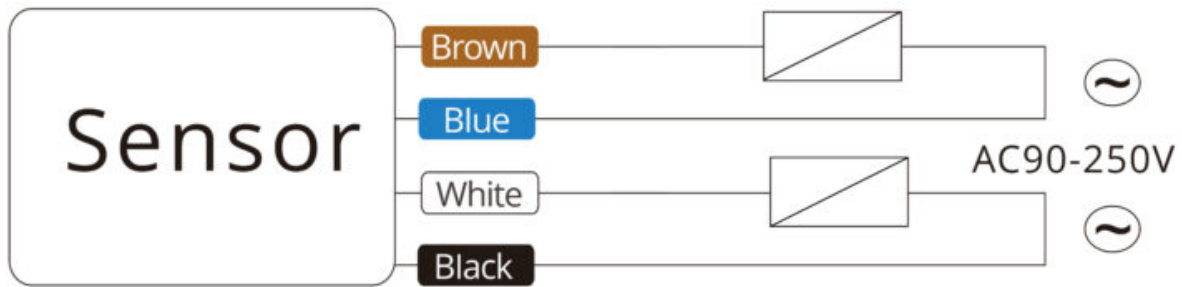 Sensor
Brown
Blue
White
Black
~
AC90-250V
~